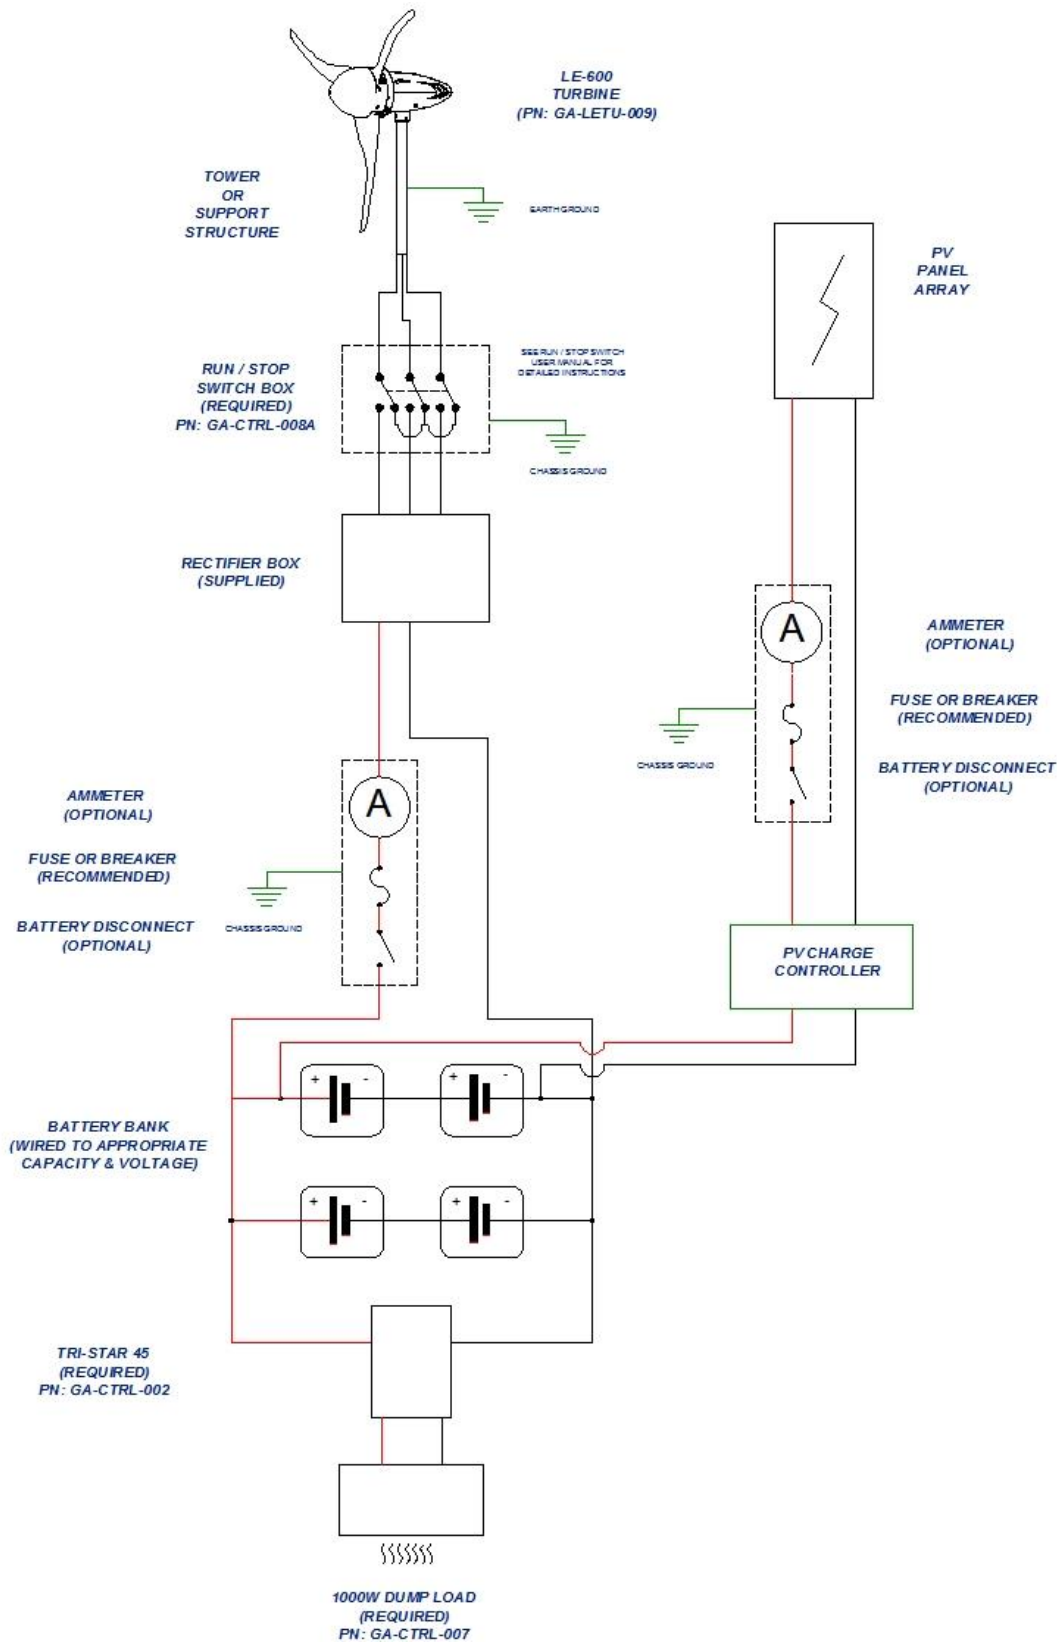 LE-600
TURBINE
(PN: GA-LETU-009)
TOWER
OR
SUPPORT
STRUCTURE
EARTH GROUND
PV
PANEL
ARRAY
RUN / STOP
SWITCH BOX
(REQUIRED)
PN: GA-CTRL-008A
SEE RUN / STOP SWITCH
USER MANUAL FOR
DETAILED INSTRUCTIONS
CHASSIS GROUND
RECTIFIER BOX
(SUPPLIED)
A
AMMETER
(OPTIONAL)
FUSE OR BREAKER
(RECOMMENDED)
BATTERY DISCONNECT
(OPTIONAL)
CHASSIS GROUND
A
AMMETER
(OPTIONAL)
FUSE OR BREAKER
(RECOMMENDED)
BATTERY DISCONNECT
(OPTIONAL)
CHASSIS GROUND
PV CHARGE
CONTROLLER
+ - + -
BATTERY BANK
(WIRED TO APPROPRIATE
CAPACITY & VOLTAGE)
+ - + -
TRI-STAR 45
(REQUIRED)
PN: GA-CTRL-002
1000W DUMP LOAD
(REQUIRED)
PN: GA-CTRL-007